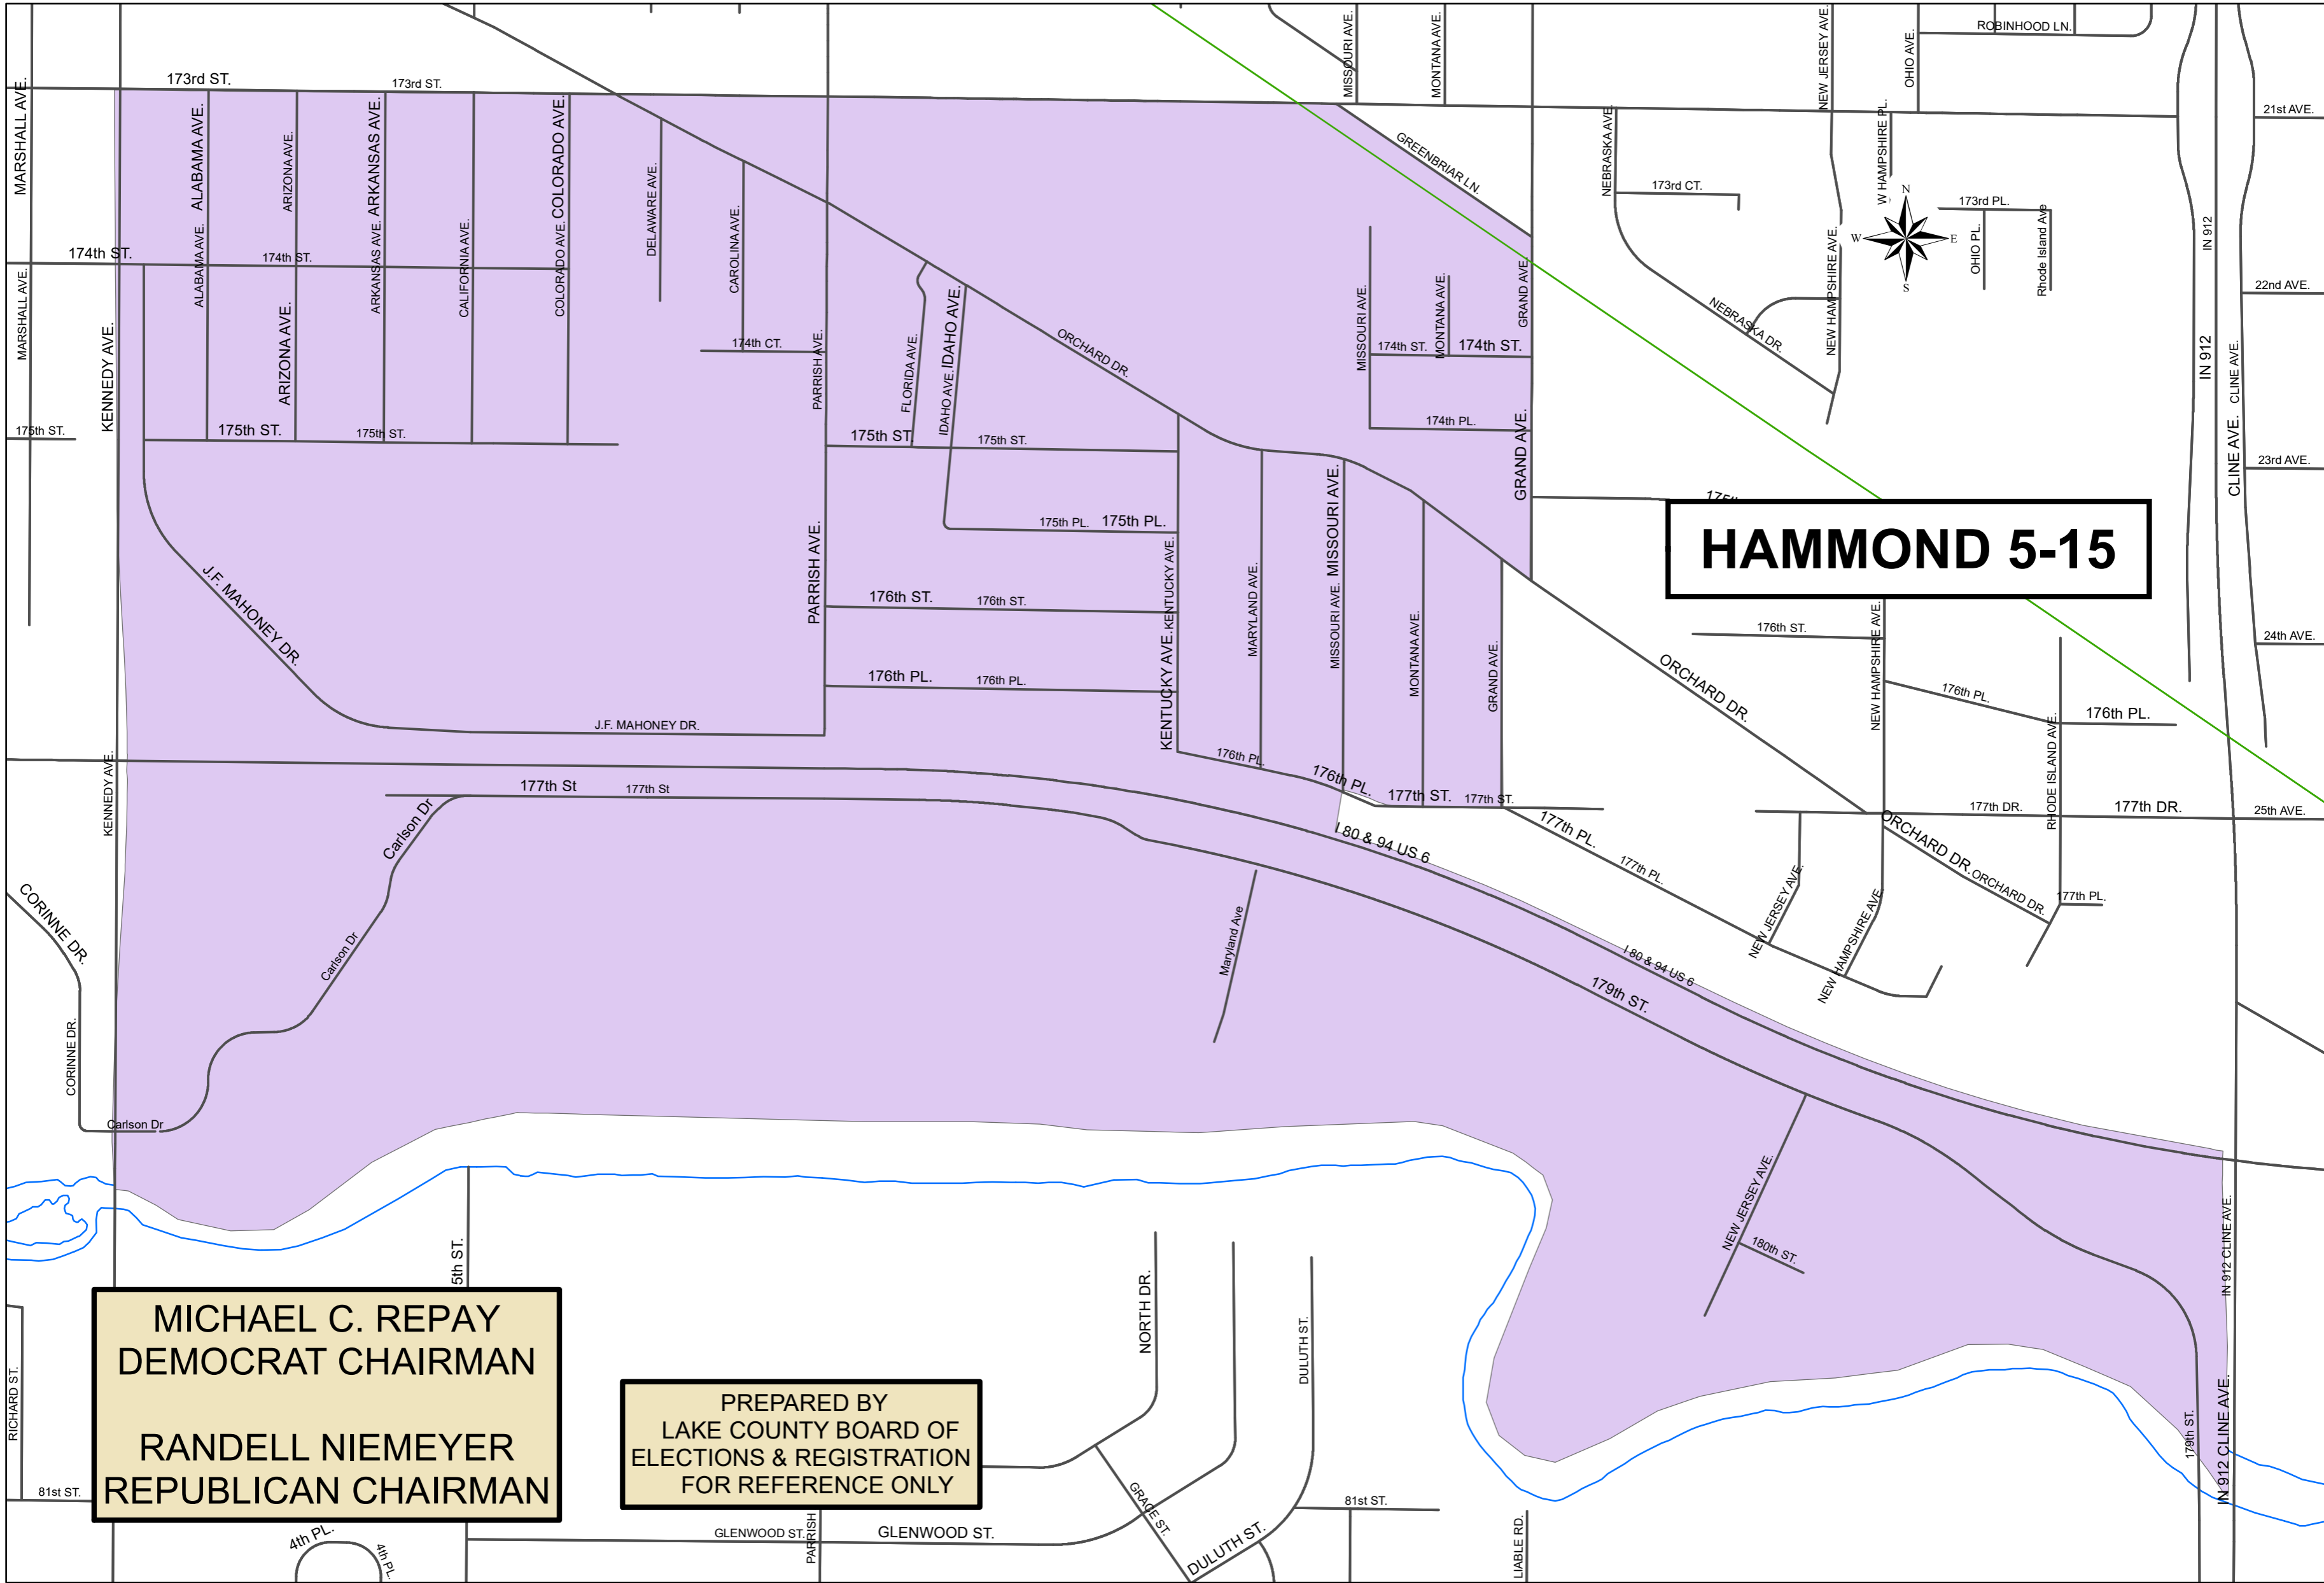 ROBINHOOD LN.
MISSOURI AVE.
MONTANA AVE.
NEW JERSEY AVE.
OHIO AVE.
173rd ST.
173rd ST.
21st AVE.
MARSHALL AVE.
ALABAMA AVE.
ARIZONA AVE.
ARKANSAS AVE.
COLORADO AVE.
DELAWARE AVE.
CAROLINA AVE.
GREENBRIAR LN.
NEBRASKA AVE.
W HAMPSHIRE PL.
173rd CT.
173rd PL.
N
W
E
S
OHIO PL.
Rhode Island Ave
IN 912
174th ST.
174th ST.
ALABAMA AVE.
ARKANSAS AVE.
CALIFORNIA AVE.
COLORADO AVE.
GRAND AVE.
NEW HAMPSHIRE AVE.
22nd AVE.
MARSHALL AVE.
KENNEDY AVE.
ARIZONA AVE.
174th CT.
PARRISH AVE.
FLORIDA AVE.
IDAHO AVE.
IDAHO AVE.
ORCHARD DR.
MISSOURI AVE.
174th ST.
MONTANA AVE.
174th ST.
NEBRASKA DR.
IN 912
CLINE AVE.
175th ST.
175th ST.
175th ST.
175th ST.
175th ST.
174th PL.
GRAND AVE.
CLINE AVE.
23rd AVE.
175th PL.
175th PL.
MISSOURI AVE.
HAMMOND 5-15
J.F. MAHONEY DR.
PARRISH AVE.
176th ST.
176th ST.
KENTUCKY AVE.
KENTUCKY AVE.
MARYLAND AVE.
MISSOURI AVE.
MONTANA AVE.
GRAND AVE.
176th ST.
NEW HAMPSHIRE AVE.
24th AVE.
176th PL.
176th PL.
ORCHARD DR.
176th PL.
176th PL.
RHODE ISLAND AVE.
J.F. MAHONEY DR.
176th PL.
176th PL.
KENNEDY AVE.
177th St
177th St
177th ST.
177th ST.
177th DR.
177th DR.
25th AVE.
Carlson Dr
I 80 & 94 US 6
177th PL.
177th PL.
ORCHARD DR.
ORCHARD DR.
177th PL.
NEW JERSEY AVE.
NEW HAMPSHIRE AVE.
CORINNE DR.
Carlson Dr
Maryland Ave
I 80 & 94 US 6
179th ST.
CORINNE DR.
Carlson Dr
NEW JERSEY AVE.
180th ST.
IN 912 CLINE AVE.
5th ST.
NORTH DR.
DULUTH ST.
MICHAEL C. REPAY
DEMOCRAT CHAIRMAN
RANDELL NIEMEYER
REPUBLICAN CHAIRMAN
PREPARED BY
LAKE COUNTY BOARD OF
ELECTIONS & REGISTRATION
FOR REFERENCE ONLY
RICHARD ST.
81st ST.
179th ST.
IN 912 CLINE AVE.
GRACE ST.
81st ST.
4th PL.
4th PL.
GLENWOOD ST.
PARRISH
GLENWOOD ST.
DULUTH ST.
LIABLE RD.